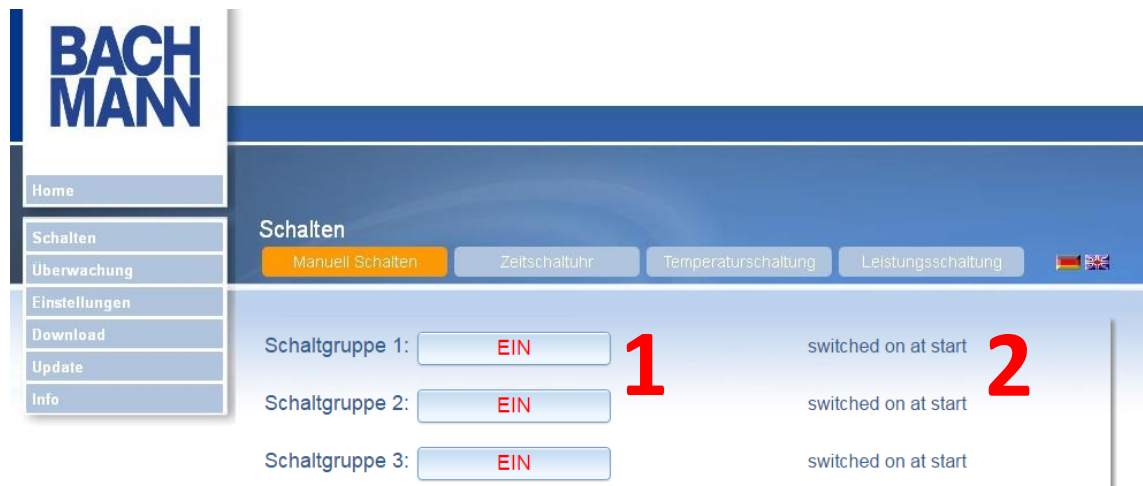 BACH
MANN
Home
Schalten
Überwachung
Einstellungen
Download
Update
Info
Schalten
Manuell Schalten Zeitschaltuhr Temperaturschaltung Leistungsschaltung
Schaltgruppe 1: EIN 1 switched on at start 2
Schaltgruppe 2: EIN switched on at start
Schaltgruppe 3: EIN switched on at start